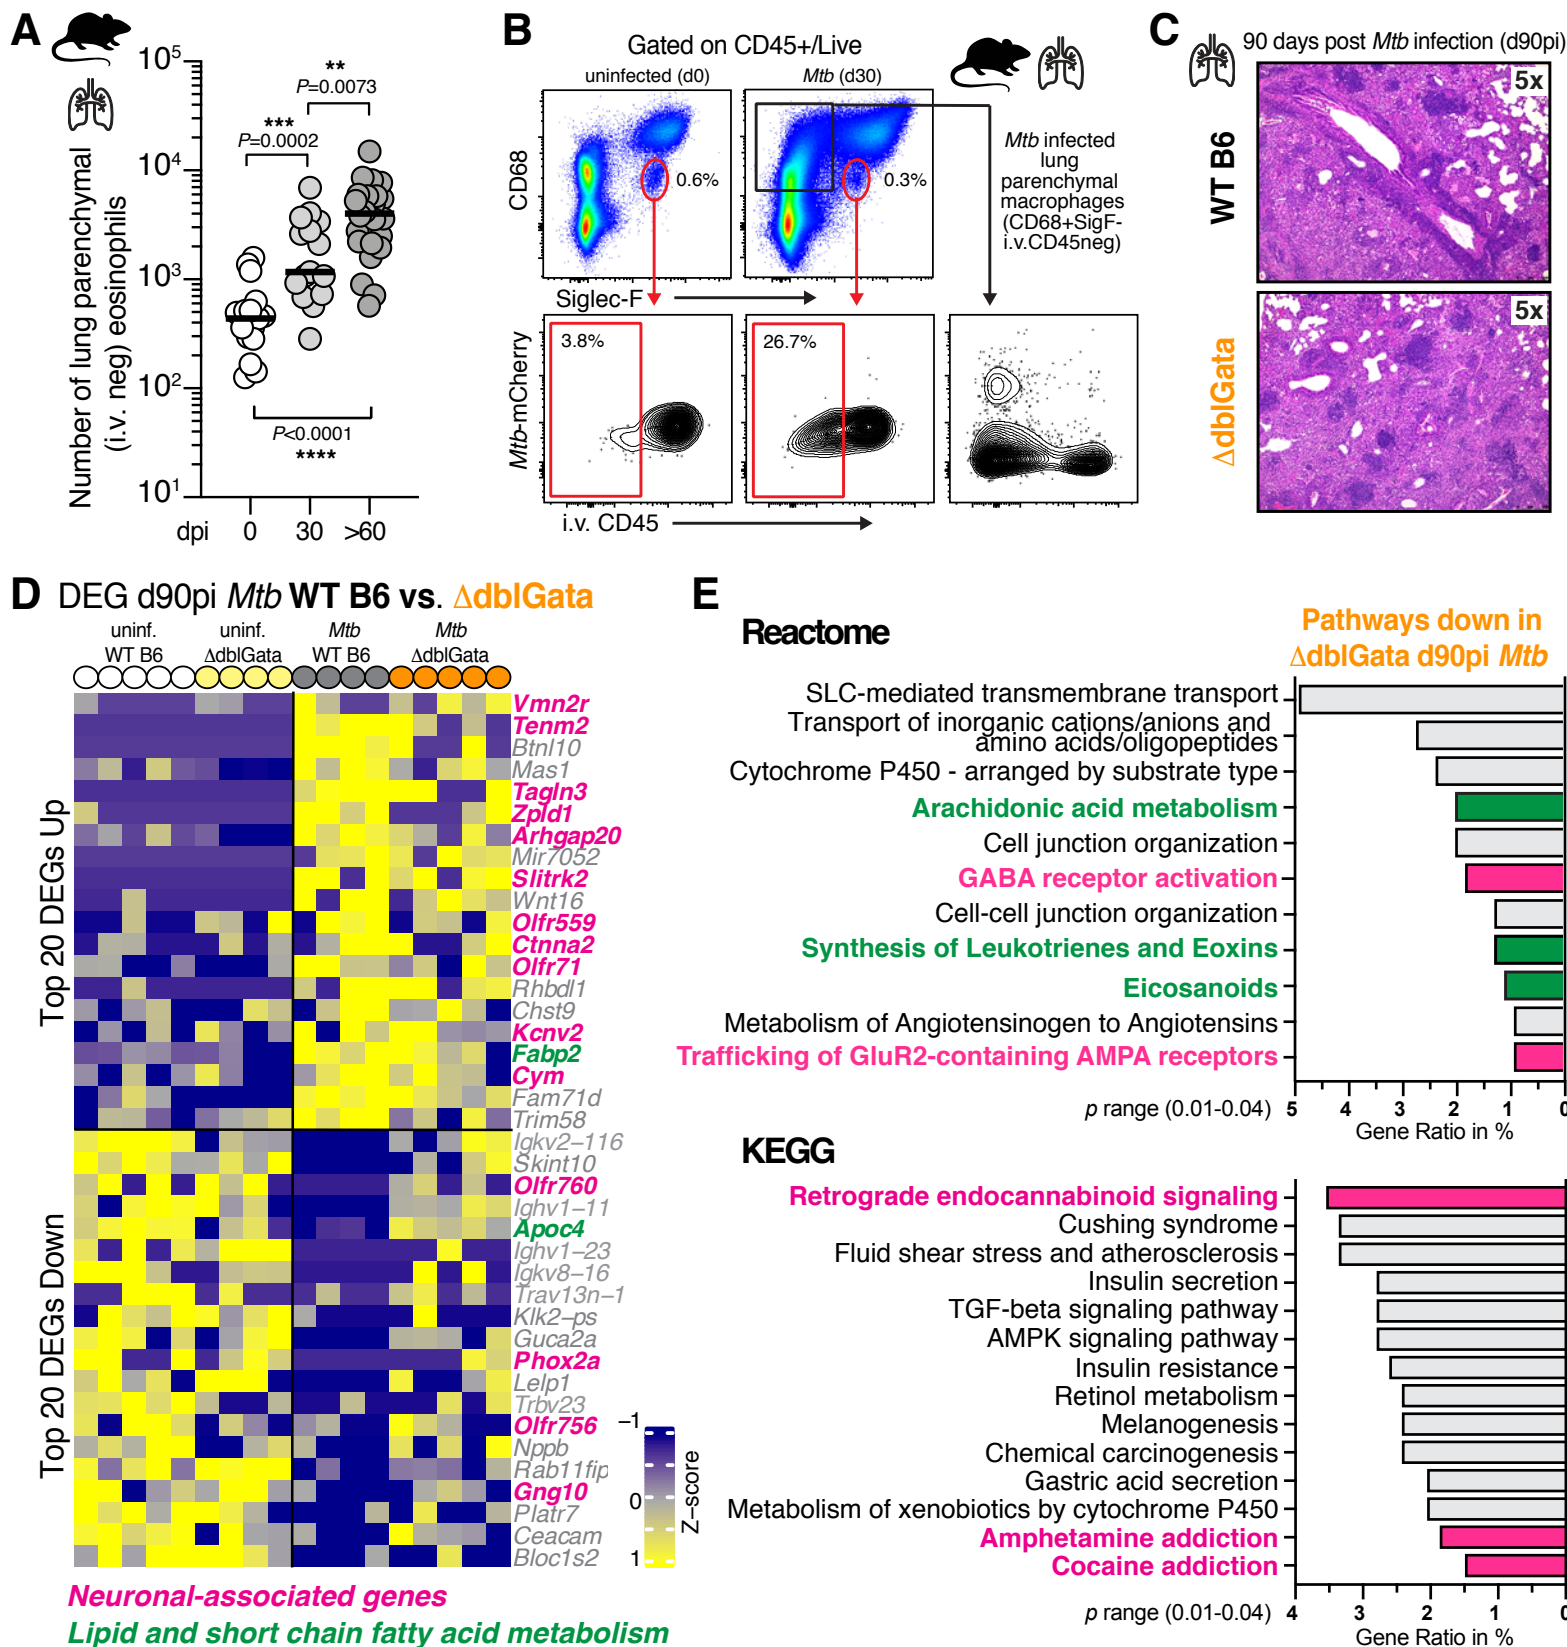 A
Number of lung parenchymal
(i.v. neg) eosinophils
10^5
10^4
10^3
10^2
10^1
**
P=0.0073
***
P=0.0002
P<0.0001
****
dpi 0 30 >60
B
Gated on CD45+/Live
uninfected (d0)
Mtb (d30)
CD68
0.6%
0.3%
Siglec-F
Mtb infected
lung
parenchymal
macrophages
(CD68+SigF-
i.v.CD45neg)
Mtb-mCherry
3.8%
26.7%
i.v. CD45
C
90 days post Mtb infection (d90pi)
WT B6
5x
ΔdblGata
5x
D DEG d90pi Mtb WT B6 vs. ΔdblGata
uninf.
WT B6
uninf.
ΔdblGata
Mtb
WT B6
Mtb
ΔdblGata
Top 20 DEGs Up
Vmn2r
Tenm2
Btnl10
Mas1
Tagln3
Zpld1
Arhgap20
Mir7052
Slitrk2
Wnt16
Olfr559
Ctnna2
Olfr71
Rhbdl1
Chst9
Kcnv2
Fabp2
Cym
Fam71d
Trim58
Top 20 DEGs Down
Igkv2−116
Skint10
Olfr760
Ighv1−11
Apoc4
Ighv1−23
Igkv8−16
Trav13n−1
Klk2−ps
Guca2a
Phox2a
Lelp1
Trbv23
Olfr756
Nppb
Rab11fip
Gng10
Platr7
Ceacam
Bloc1s2
−1
0
1
Z−score
Neuronal-associated genes
Lipid and short chain fatty acid metabolism
E
Reactome
Pathways down in
ΔdblGata d90pi Mtb
SLC-mediated transmembrane transport
Transport of inorganic cations/anions and
amino acids/oligopeptides
Cytochrome P450 - arranged by substrate type
Arachidonic acid metabolism
Cell junction organization
GABA receptor activation
Cell-cell junction organization
Synthesis of Leukotrienes and Eoxins
Eicosanoids
Metabolism of Angiotensinogen to Angiotensins
Trafficking of GluR2-containing AMPA receptors
p range (0.01-0.04) 5 4 3 2 1 0
Gene Ratio in %
KEGG
Retrograde endocannabinoid signaling
Cushing syndrome
Fluid shear stress and atherosclerosis
Insulin secretion
TGF-beta signaling pathway
AMPK signaling pathway
Insulin resistance
Retinol metabolism
Melanogenesis
Chemical carcinogenesis
Gastric acid secretion
Metabolism of xenobiotics by cytochrome P450
Amphetamine addiction
Cocaine addiction
p range (0.01-0.04) 4 3 2 1 0
Gene Ratio in %